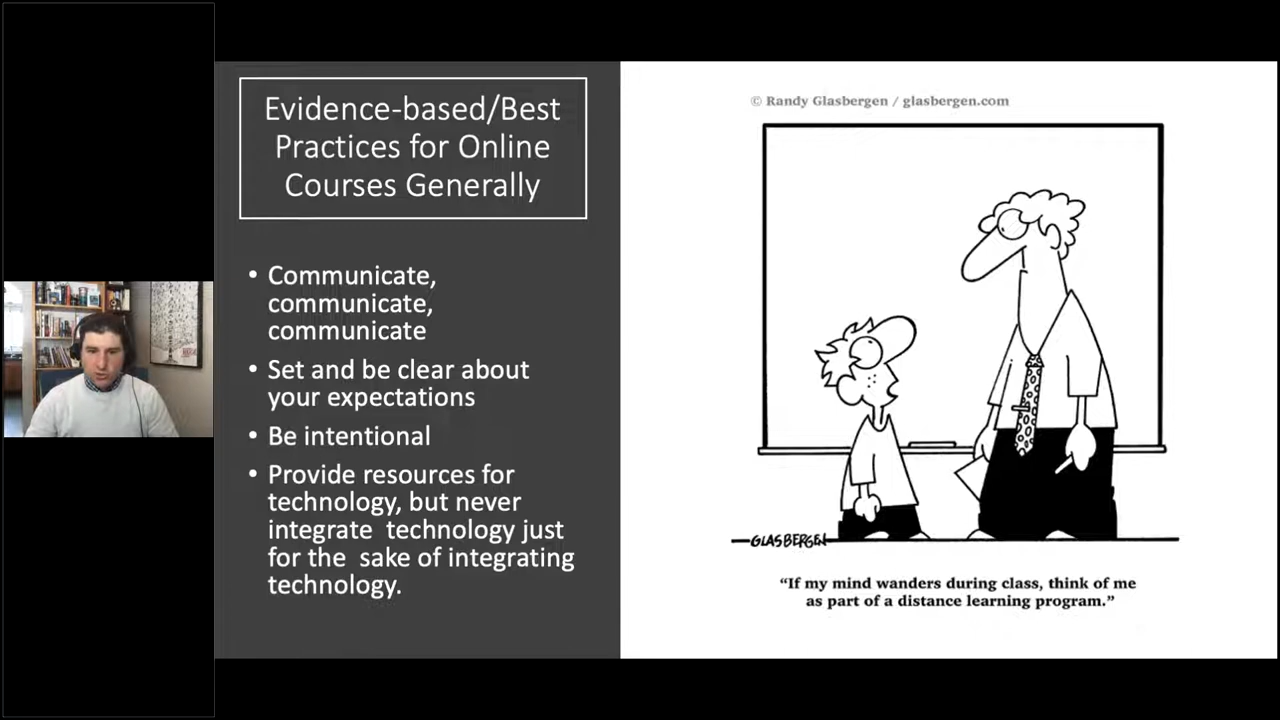 Evidence-based/Best
Practices for Online
Courses Generally
• Communicate,
communicate,
communicate
• Set and be clear about
your expectations
• Be intentional
• Provide resources for
technology, but never
integrate technology just
for the sake of integrating
technology.
© Randy Glasbergen / glasbergen.com
GLASBERGEN
“If my mind wanders during class, think of me
as part of a distance learning program.”